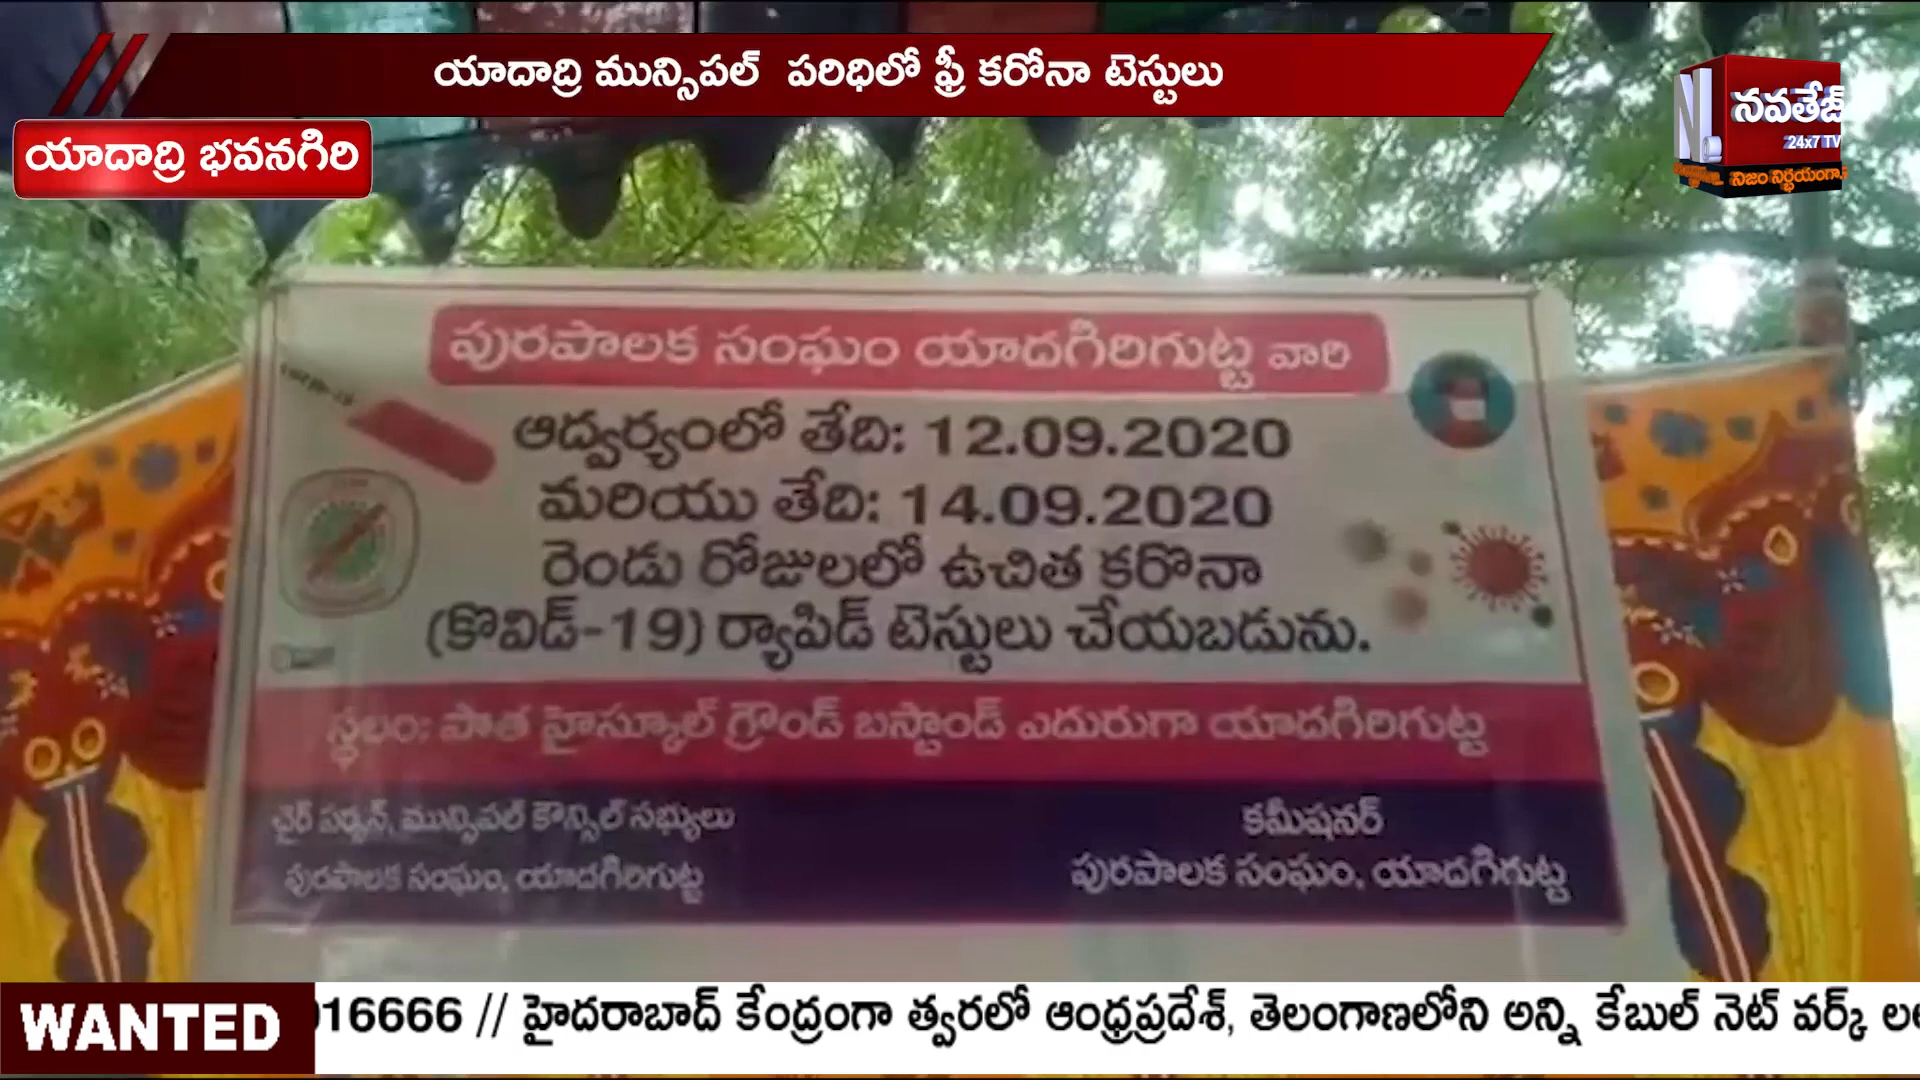 యాదాద్రి మున్సిపల్ పరిధిలో ఫ్రీ కరోనా టెస్టులు
యాదాద్రి భవనగిరి
నవతేజ్
24x7 TV
నిజం నిర్భయంగా..
పురపాలక సంఘం యాదగిరిగుట్ట వారి
ఆద్వర్యంలో తేది: 12.09.2020
మరియు తేది: 14.09.2020
రెండు రోజులలో ఉచిత కరొనా
(కొవిడ్-19) ర్యాపిడ్ టెస్టులు చేయబడును.
స్థలం: పాత హైస్కూల్ గ్రౌండ్ బస్టాండ్ ఎదురుగా యాదగిరిగుట్ట
చైర్ పర్సన్, మున్సిపల్ కౌన్సిల్ సభ్యులు
పురపాలక సంఘం, యాదగిరిగుట్ట
కమీషనర్
పురపాలక సంఘం, యాదగిగుట్ట
WANTED
16666 // హైదరాబాద్ కేంద్రంగా త్వరలో ఆంధ్రప్రదేశ్, తెలంగాణలోని అన్ని కేబుల్ నెట్ వర్క్ ల